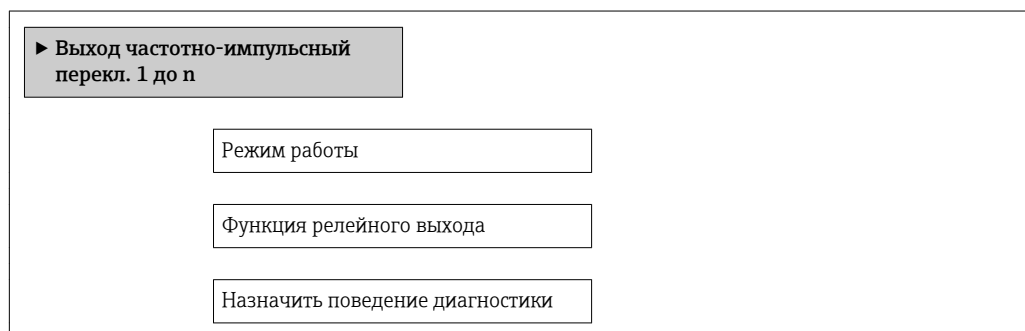 ► Выход частотно-импульсный
перекл. 1 до n
Режим работы
Функция релейного выхода
Назначить поведение диагностики